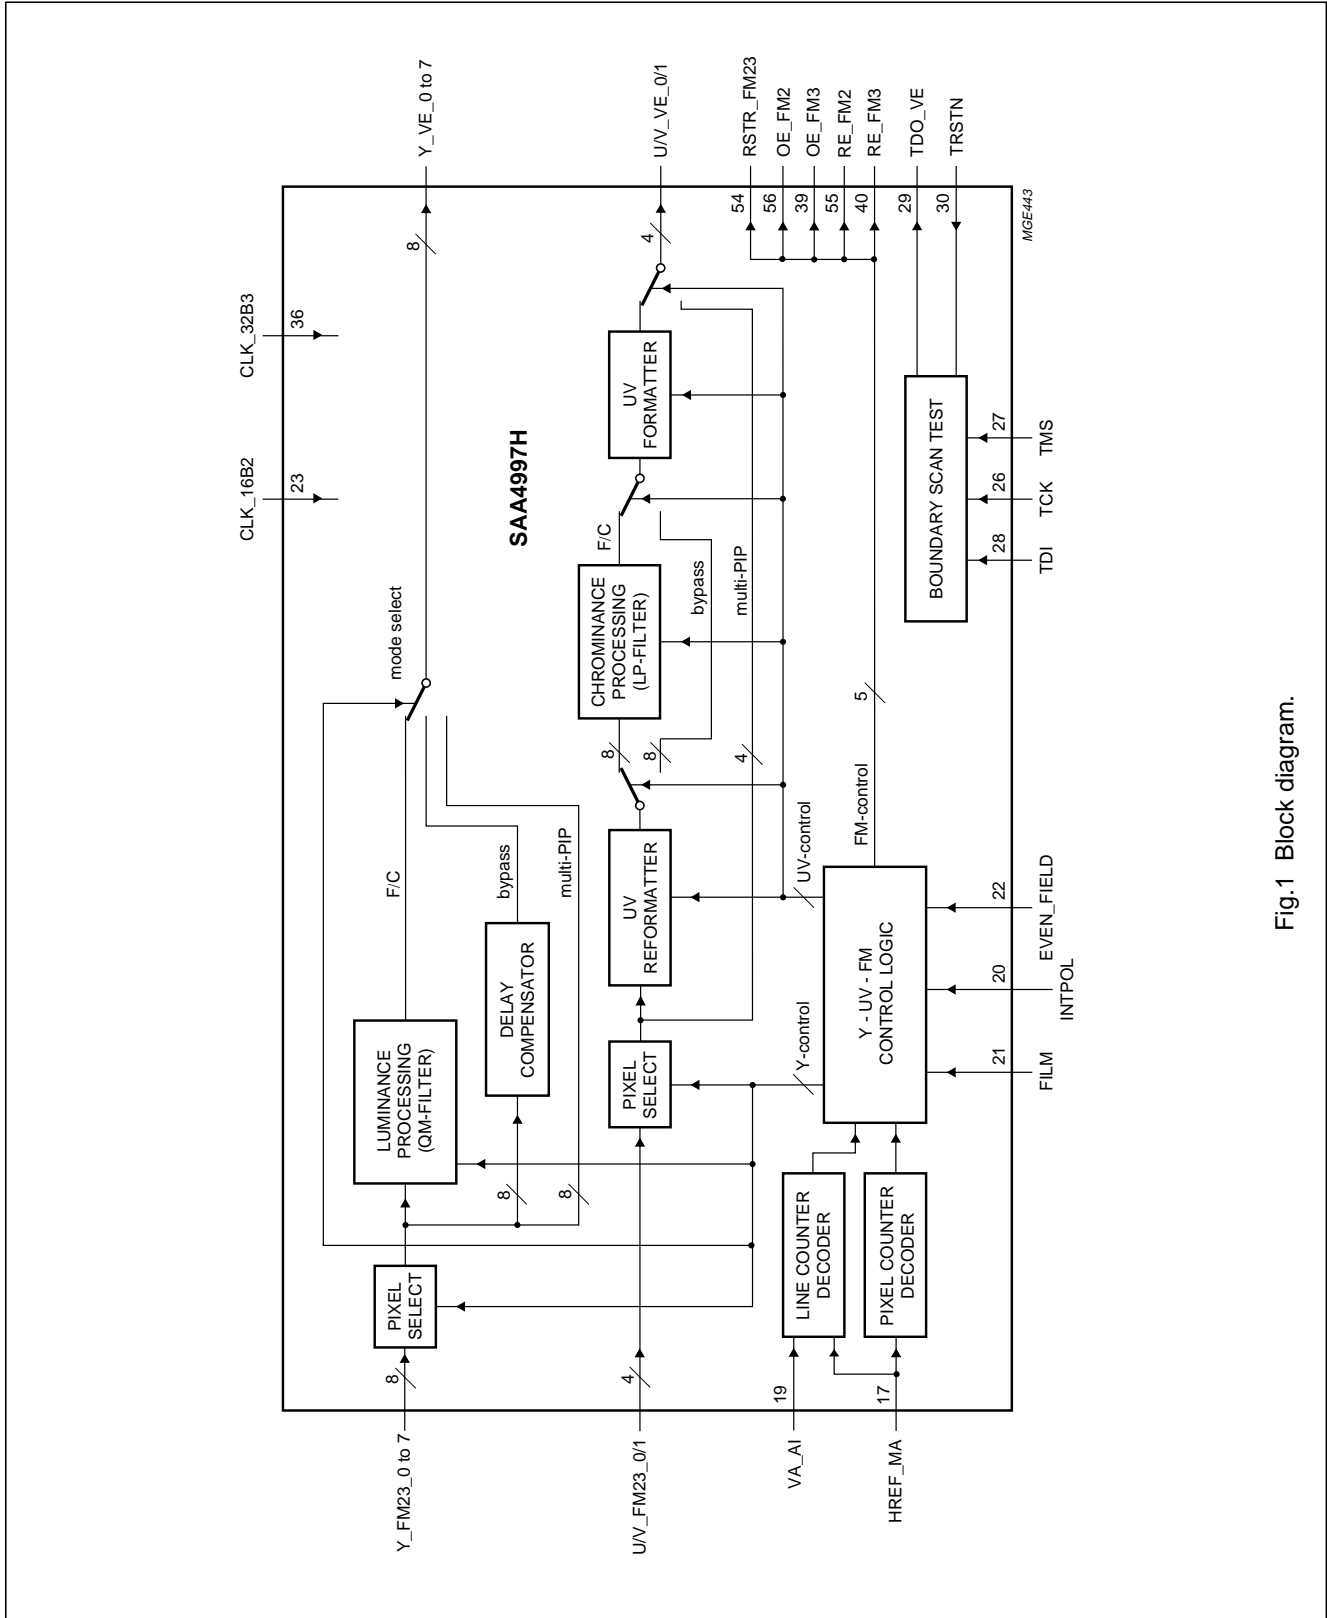 CLK_16B2
23
CLK_32B3
36
SAA4997H
Y_FM23_0 to 7
8
PIXEL
SELECT
LUMINANCE
PROCESSING
(QM-FILTER)
F/C
mode select
8
Y_VE_0 to 7
8
DELAY
COMPENSATOR
bypass
8
multi-PIP
U/V_FM23_0/1
4
PIXEL
SELECT
UV
REFORMATTER
8
CHROMINANCE
PROCESSING
(LP-FILTER)
F/C
UV
FORMATTER
4
U/V_VE_0/1
8
bypass
4
multi-PIP
Y-control
UV-control
VA_AI
19
LINE COUNTER
DECODER
HREF_MA
17
PIXEL COUNTER
DECODER
Y - UV - FM
CONTROL LOGIC
FM-control
5
54
RSTR_FM23
56
OE_FM2
39
OE_FM3
55
RE_FM2
40
RE_FM3
29
TDO_VE
30
TRSTN
BOUNDARY SCAN TEST
21
FILM
20
INTPOL
22
EVEN_FIELD
28
TDI
26
TCK
27
TMS
MGE443
Fig.1 Block diagram.